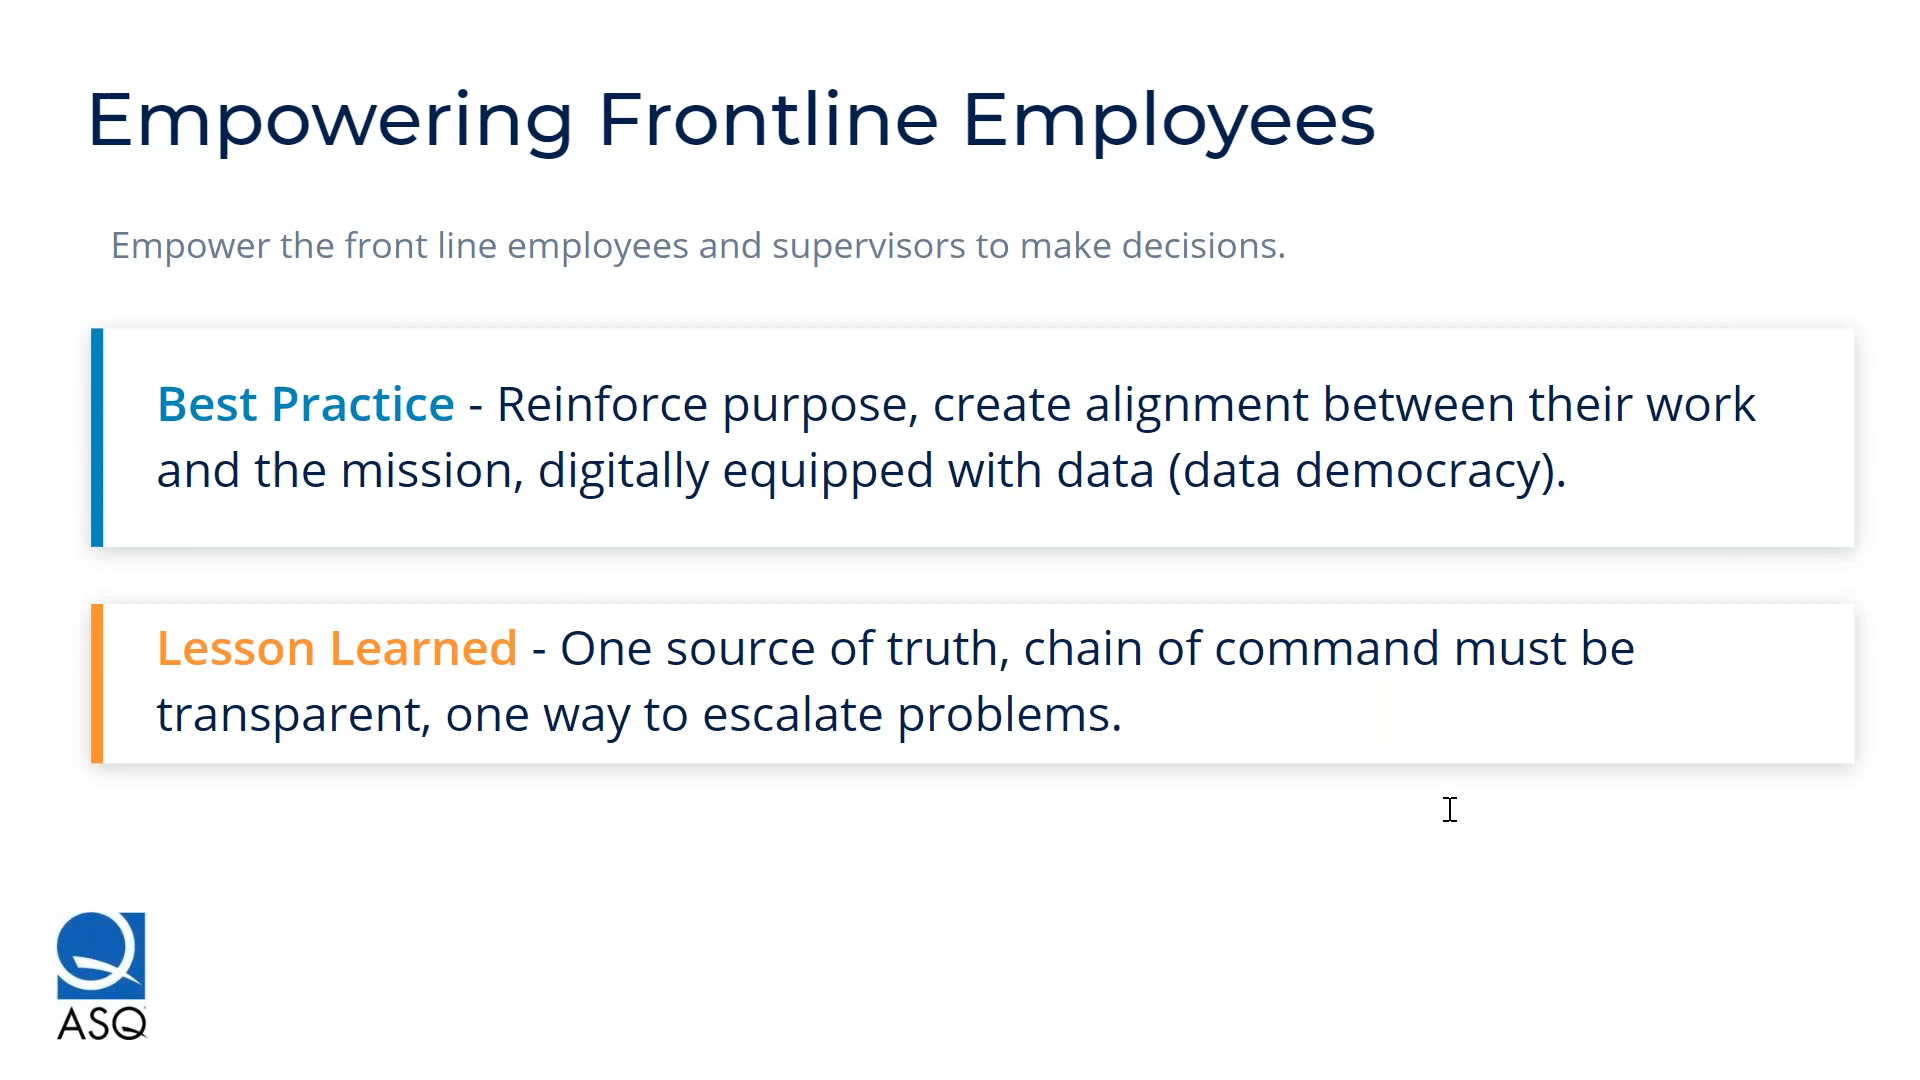 Empowering Frontline Employees
Empower the front line employees and supervisors to make decisions.
Best Practice - Reinforce purpose, create alignment between their work
and the mission, digitally equipped with data (data democracy).
Lesson Learned - One source of truth, chain of command must be
transparent, one way to escalate problems.
ASQ